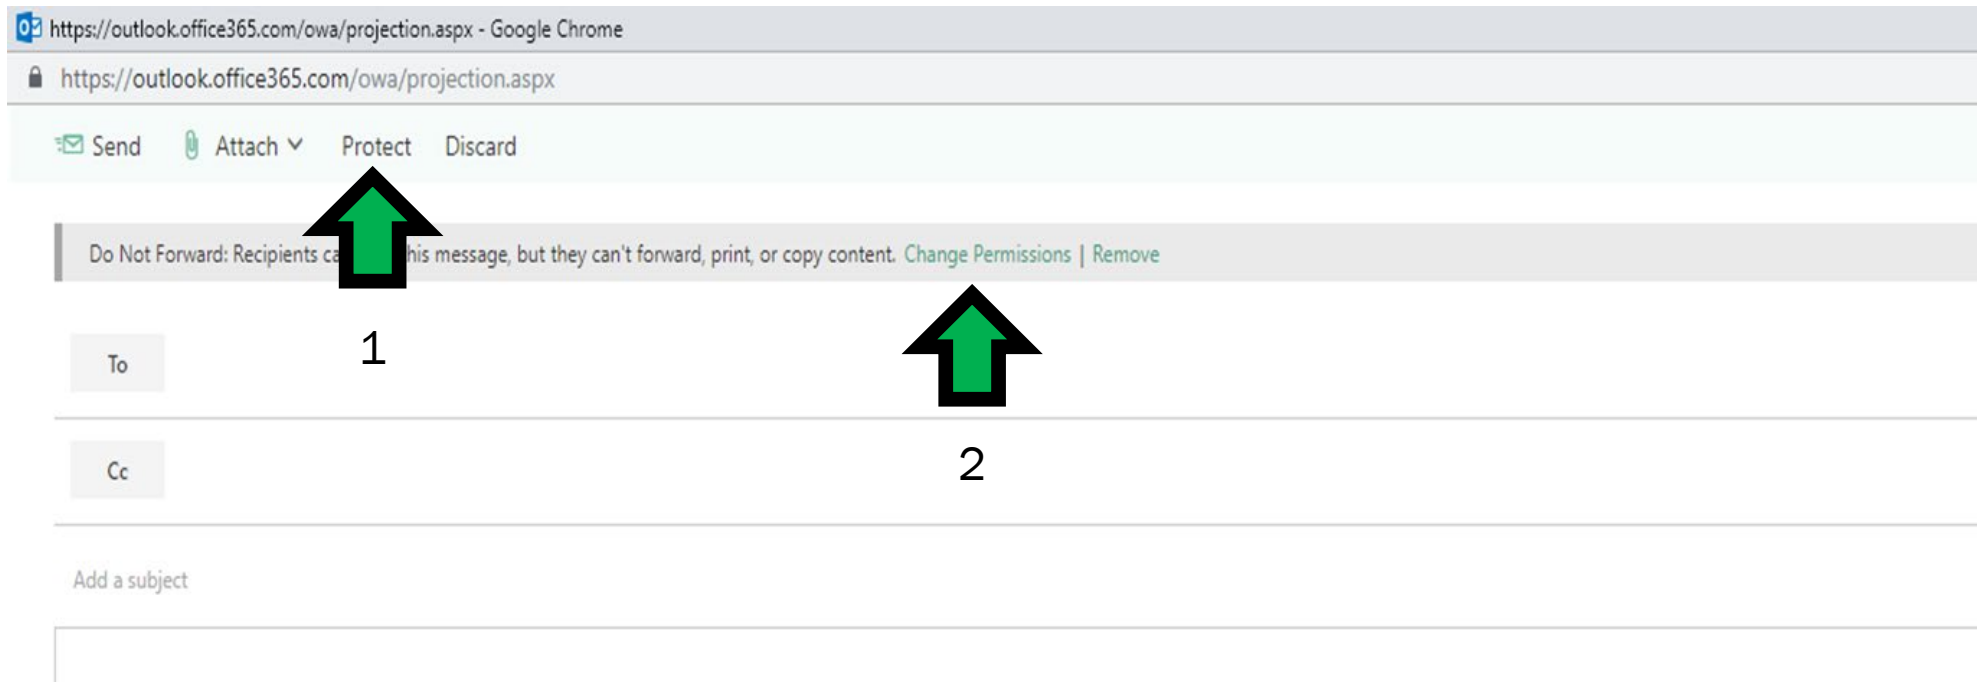 https://outlook.office365.com/owa/projection.aspx - Google Chrome
https://outlook.office365.com/owa/projection.aspx
Send Attach Protect Discard
Do Not Forward: Recipients his message, but they can't forward, print, or copy content. Change Permissions | Remove
1
To
2
Cc
Add a subject